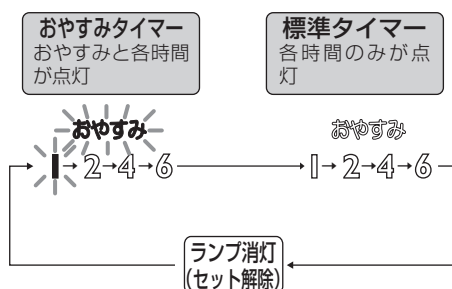 おやすみタイマー
おやすみと各時間
が点灯
標準タイマー
各時間のみが点
灯
おやすみ
1→2→4→6
おやすみ
1→2→4→6
ランプ消灯
(セット解除)